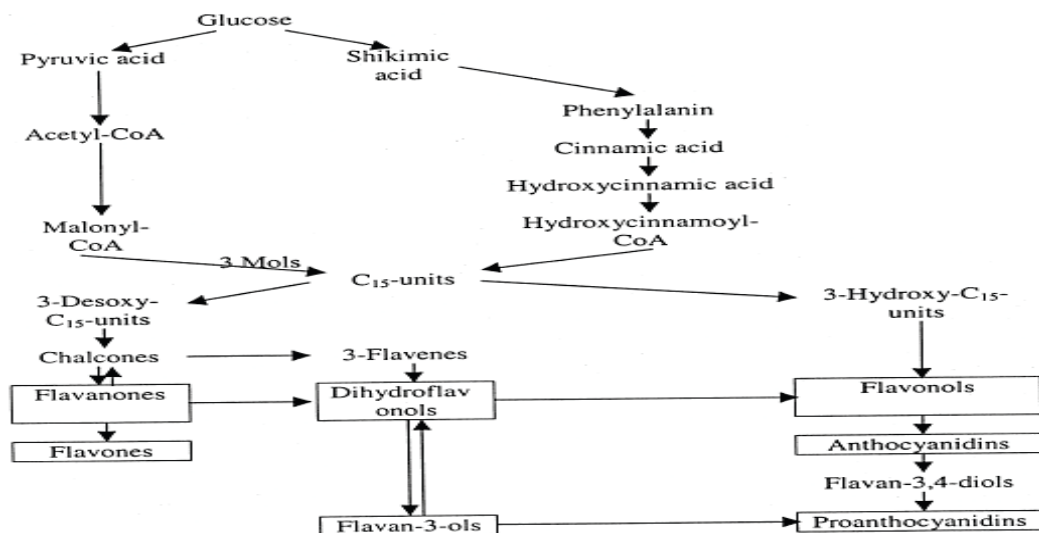 Glucose
Pyruvic acid
Shikimic
acid
Phenylalanin
Acetyl-CoA
Cinnamic acid
Hydroxycinnamic acid
Malonyl-
CoA
Hydroxycinnamoyl-
CoA
3 Mols
C₁₅-units
3-Desoxy-
C₁₅-units
3-Hydroxy-C₁₅-
units
Chalcones
3-Flavenes
Flavanones
Dihydroflav
onols
Flavonols
Flavones
Anthocyanidins
Flavan-3,4-diols
Flavan-3-ols
Proanthocyanidins